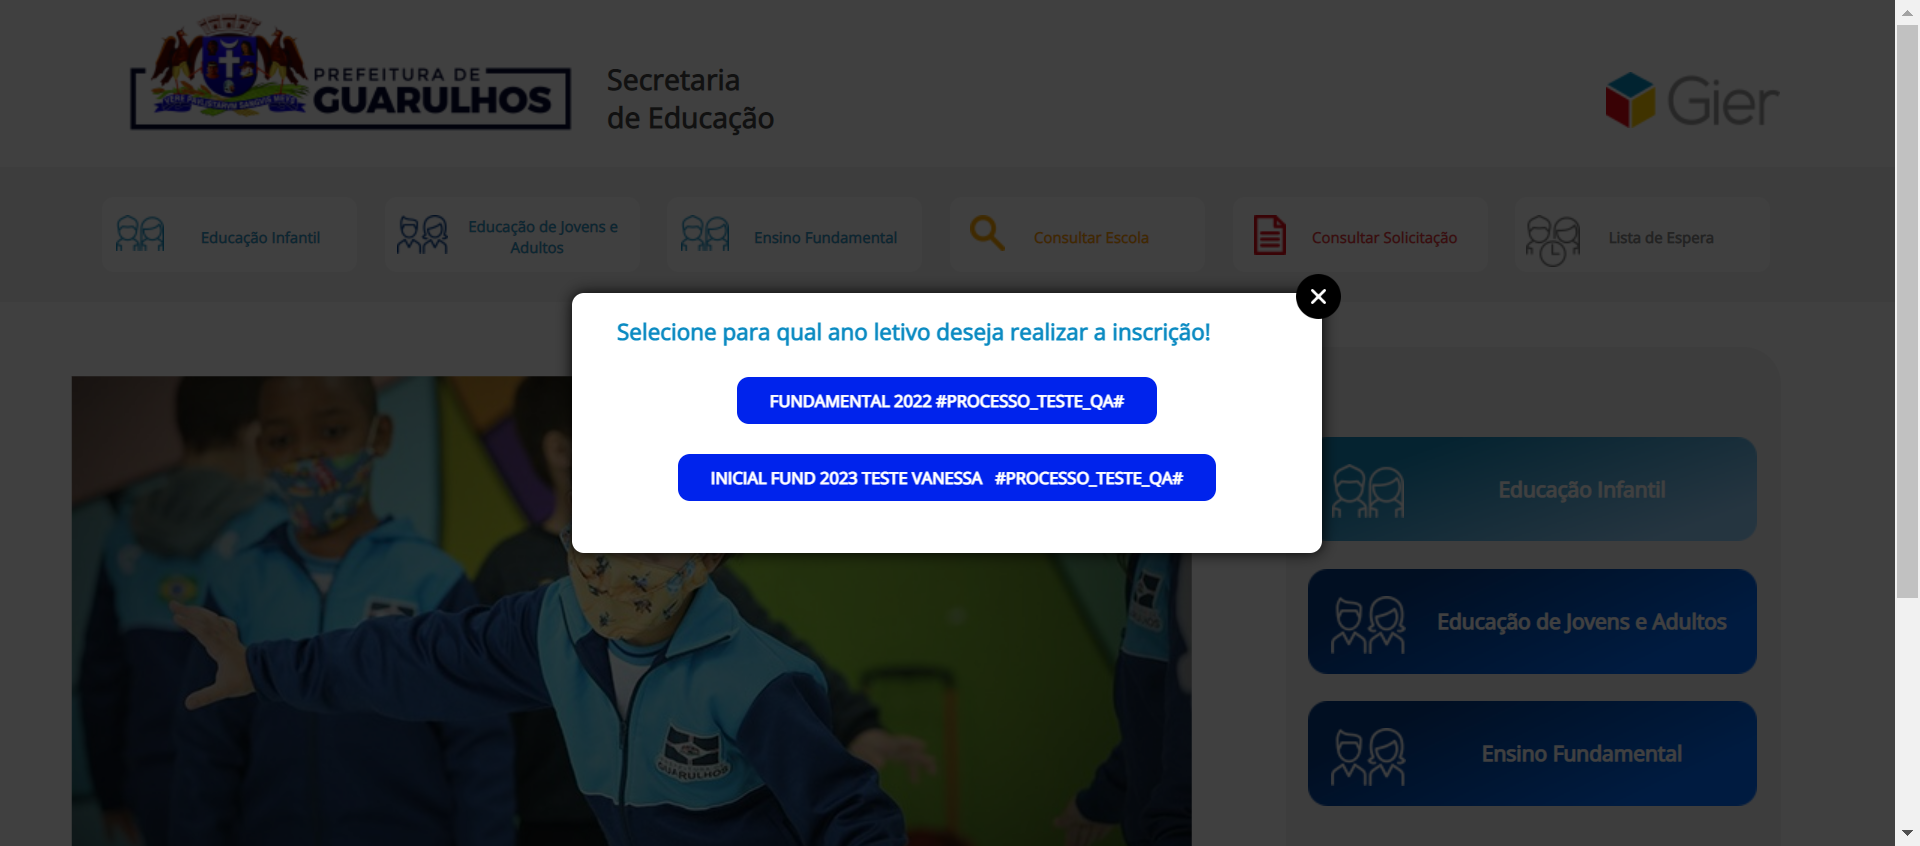 PREFEITURA DE
GUARULHOS
Secretaria
de Educação
Gier
Educação Infantil
Educação de Jovens e
Adultos
Ensino Fundamental
Consultar Escola
Consultar Solicitação
Lista de Espera
Selecione para qual ano letivo deseja realizar a inscrição!
FUNDAMENTAL 2022 #PROCESSO_TESTE_QA#
INICIAL FUND 2023 TESTE VANESSA #PROCESSO_TESTE_QA#
Educação Infantil
Educação de Jovens e Adultos
Ensino Fundamental
GUARULHOS